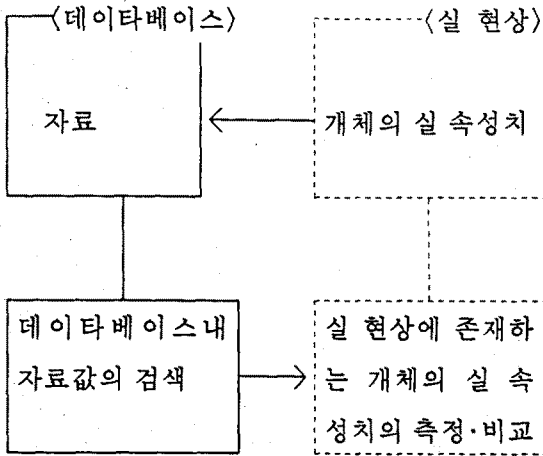 〈데이타베이스〉
〈실 현상〉
자료
개체의 실 속성치
데이타베이스내
자료값의 검색
실 현상에 존재하
는 개체의 실 속
성치의 측정·비교